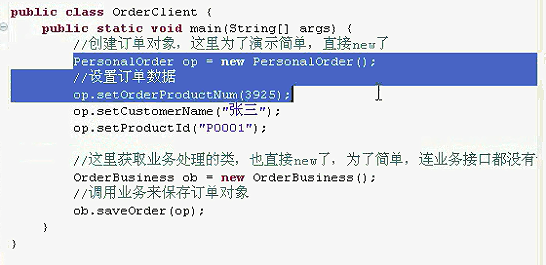 public class OrderClient {
public static void main(String[] args) {
//创建订单对象，这里为了演示简单，直接new了
PersonalOrder op = new PersonalOrder();
//设置订单数据
op.setOrderProductNum(3925);
op.setCustomerName("张三");
op.setProductId("P0001");
//这里获取业务处理的类，也直接new了，为了简单，连业务接口都没有
OrderBusiness ob = new OrderBusiness();
//调用业务来保存订单对象
ob.saveOrder(op);
}
}